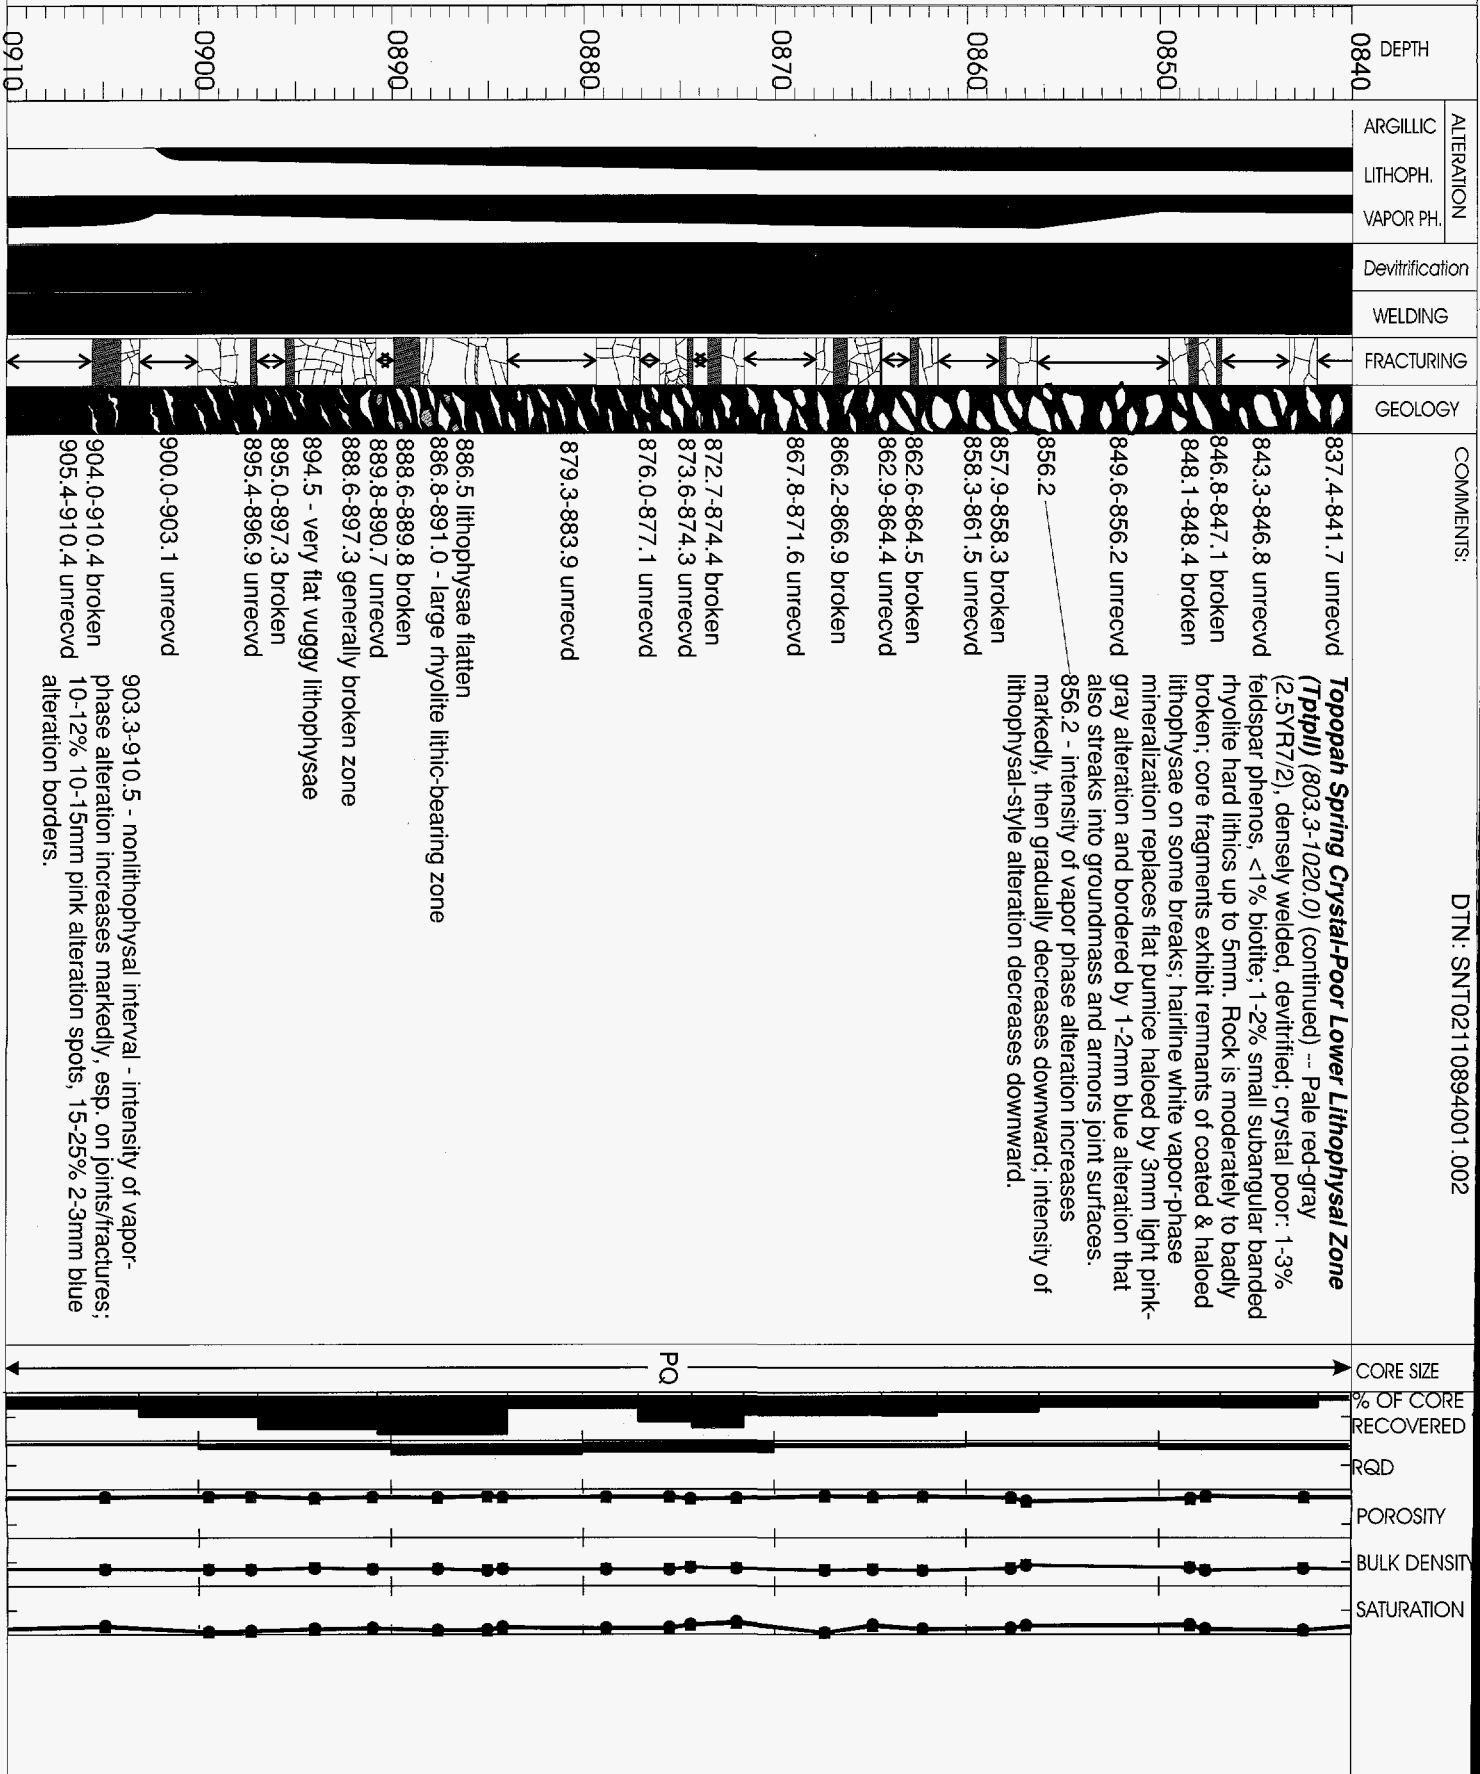 DEPTH
0840
0850
0860
0870
0880
0890
0900
0910
ALTERATION
ARGILLIC
LITHOPH.
VAPOR PH.
Devitrification
WELDING
FRACTURING
GEOLOGY
COMMENTS:
DTN: SNT02110894001.002
837.4-841.7 unrecvd
843.3-846.8 unrecvd
846.8-847.1 broken
848.1-848.4 broken
849.6-856.2 unrecvd
856.2
857.9-858.3 broken
858.3-861.5 unrecvd
862.6-864.5 broken
862.9-864.4 unrecvd
866.2-866.9 broken
867.8-871.6 unrecvd
872.7-874.4 broken
873.6-874.3 unrecvd
876.0-877.1 unrecvd
879.3-883.9 unrecvd
886.5 lithophysae flatten
886.8-891.0 - large rhyolite lithic-bearing zone
888.6-889.8 broken
889.8-890.7 unrecvd
888.6-897.3 generally broken zone
894.5 - very flat vuggy lithophysae
895.0-897.3 broken
895.4-896.9 unrecvd
900.0-903.1 unrecvd
904.0-910.4 broken
905.4-910.4 unrecvd
Topopah Spring Crystal-Poor Lower Lithophysal Zone
(Tptpll) (803.3-1020.0) (continued) -- Pale red-gray
(2.5YR7/2), densely welded, devitrified; crystal poor: 1-3%
feldspar phenos, <1% biotite; 1-2% small subangular banded
rhyolite hard lithics up to 5mm. Rock is moderately to badly
broken; core fragments exhibit remnants of coated & haloed
lithophysae on some breaks; hairline white vapor-phase
mineralization replaces flat pumice haloed by 3mm light pink-
gray alteration and bordered by 1-2mm blue alteration that
also streaks into groundmass and armors joint surfaces.
856.2 - intensity of vapor phase alteration increases
markedly, then gradually decreases downward; intensity of
lithophysal-style alteration decreases downward.
903.3-910.5 - nonlithophysal interval - intensity of vapor-
phase alteration increases markedly, esp. on joints/fractures;
10-12% 10-15mm pink alteration spots, 15-25% 2-3mm blue
alteration borders.
CORE SIZE
PQ
% OF CORE
RECOVERED
RQD
POROSITY
BULK DENSITY
SATURATION